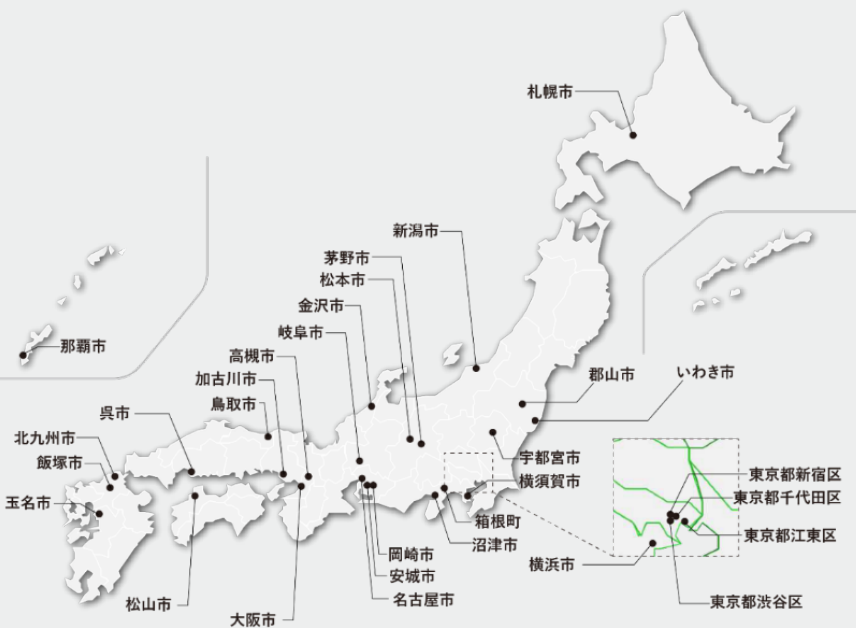 札幌市
新潟市
茅野市
松本市
金沢市
岐阜市
高槻市
加古川市
鳥取市
那覇市
呉市
北九州市
飯塚市
玉名市
郡山市
いわき市
宇都宮市
横須賀市
箱根町
沼津市
岡崎市
安城市
名古屋市
松山市
大阪市
横浜市
東京都新宿区
東京都千代田区
東京都江東区
東京都渋谷区